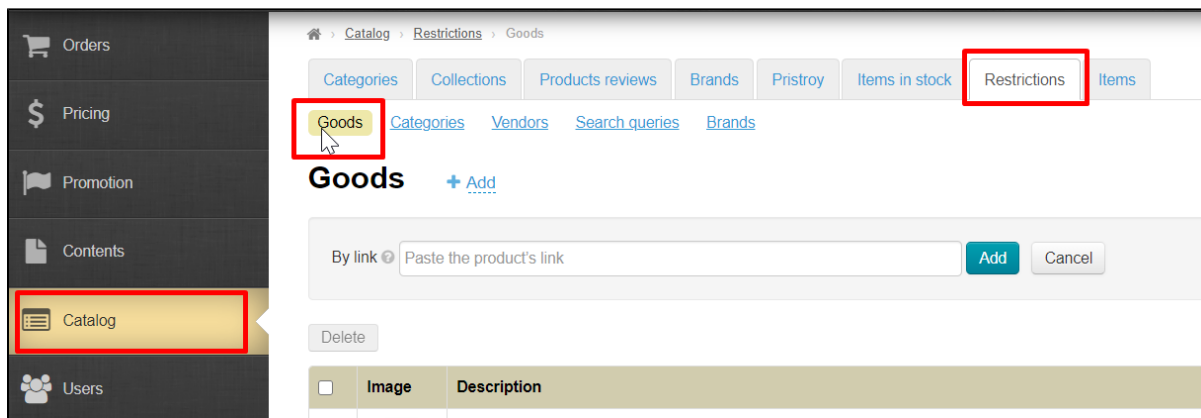 Orders
Pricing
Promotion
Contents
Catalog
Users
Catalog › Restrictions › Goods
Categories Collections Products reviews Brands Pristroy Items in stock Restrictions Items
Goods Categories Vendors Search queries Brands
Goods + Add
By link ? Paste the product's link Add Cancel
Delete
Image Description